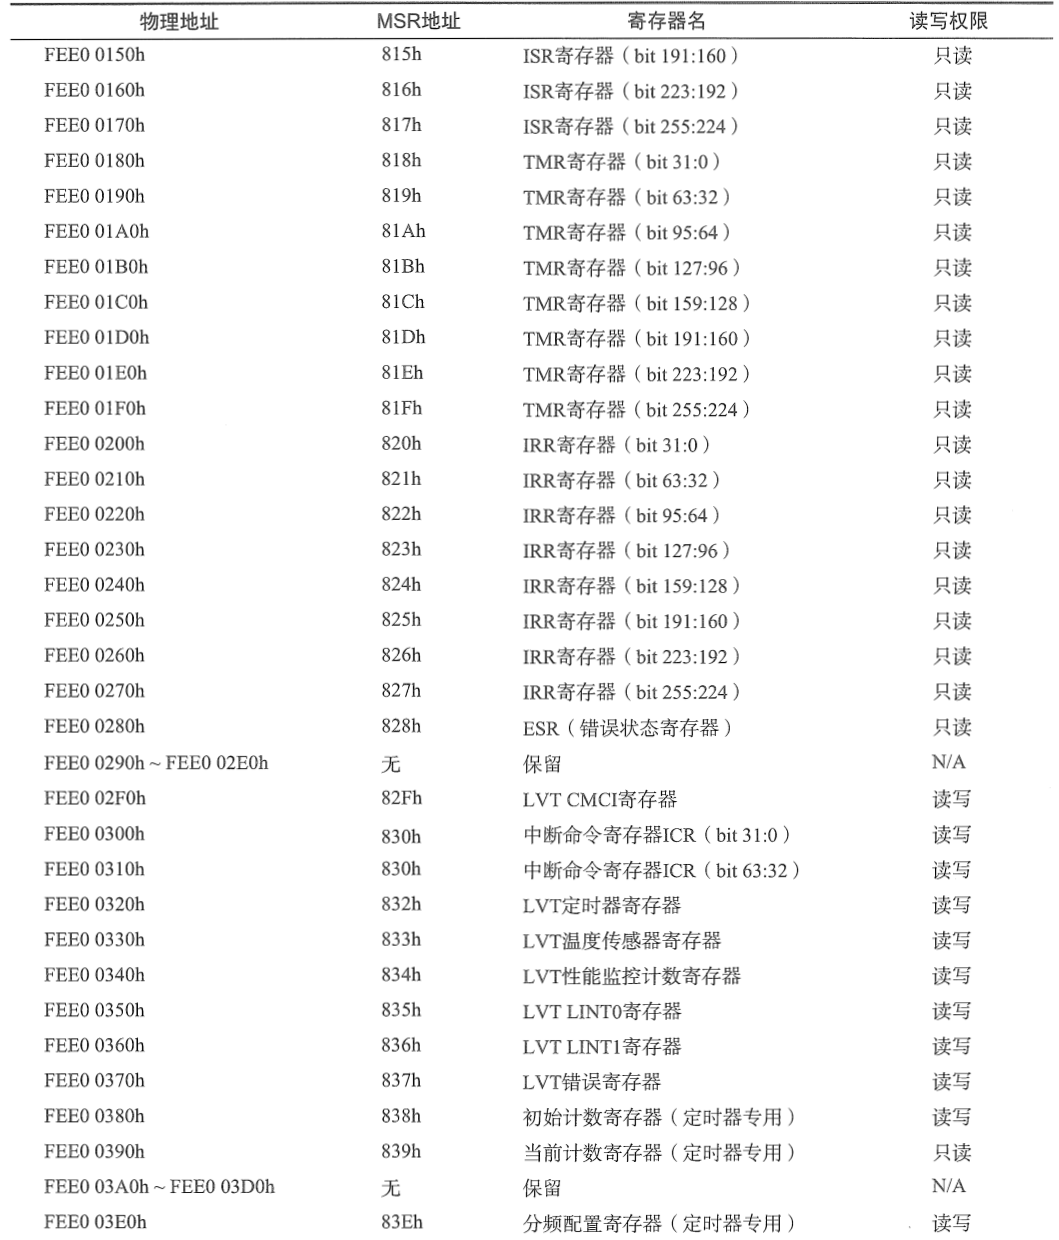 物理地址 MSR地址 寄存器名 读写权限
FEE0 0150h 815h ISR寄存器（bit 191:160） 只读
FEE0 0160h 816h ISR寄存器（bit 223:192） 只读
FEE0 0170h 817h ISR寄存器（bit 255:224） 只读
FEE0 0180h 818h TMR寄存器（bit 31:0） 只读
FEE0 0190h 819h TMR寄存器（bit 63:32） 只读
FEE0 01A0h 81Ah TMR寄存器（bit 95:64） 只读
FEE0 01B0h 81Bh TMR寄存器（bit 127:96） 只读
FEE0 01C0h 81Ch TMR寄存器（bit 159:128） 只读
FEE0 01D0h 81Dh TMR寄存器（bit 191:160） 只读
FEE0 01E0h 81Eh TMR寄存器（bit 223:192） 只读
FEE0 01F0h 81Fh TMR寄存器（bit 255:224） 只读
FEE0 0200h 820h IRR寄存器（bit 31:0） 只读
FEE0 0210h 821h IRR寄存器（bit 63:32） 只读
FEE0 0220h 822h IRR寄存器（bit 95:64） 只读
FEE0 0230h 823h IRR寄存器（bit 127:96） 只读
FEE0 0240h 824h IRR寄存器（bit 159:128） 只读
FEE0 0250h 825h IRR寄存器（bit 191:160） 只读
FEE0 0260h 826h IRR寄存器（bit 223:192） 只读
FEE0 0270h 827h IRR寄存器（bit 255:224） 只读
FEE0 0280h 828h ESR（错误状态寄存器） 只读
FEE0 0290h ~ FEE0 02E0h 无 保留 N/A
FEE0 02F0h 82Fh LVT CMCI寄存器 读写
FEE0 0300h 830h 中断命令寄存器ICR（bit 31:0） 读写
FEE0 0310h 830h 中断命令寄存器ICR（bit 63:32） 读写
FEE0 0320h 832h LVT定时器寄存器 读写
FEE0 0330h 833h LVT温度传感器寄存器 读写
FEE0 0340h 834h LVT性能监控计数寄存器 读写
FEE0 0350h 835h LVT LINT0寄存器 读写
FEE0 0360h 836h LVT LINT1寄存器 读写
FEE0 0370h 837h LVT错误寄存器 读写
FEE0 0380h 838h 初始计数寄存器（定时器专用） 读写
FEE0 0390h 839h 当前计数寄存器（定时器专用） 只读
FEE0 03A0h ~ FEE0 03D0h 无 保留 N/A
FEE0 03E0h 83Eh 分频配置寄存器（定时器专用） 读写